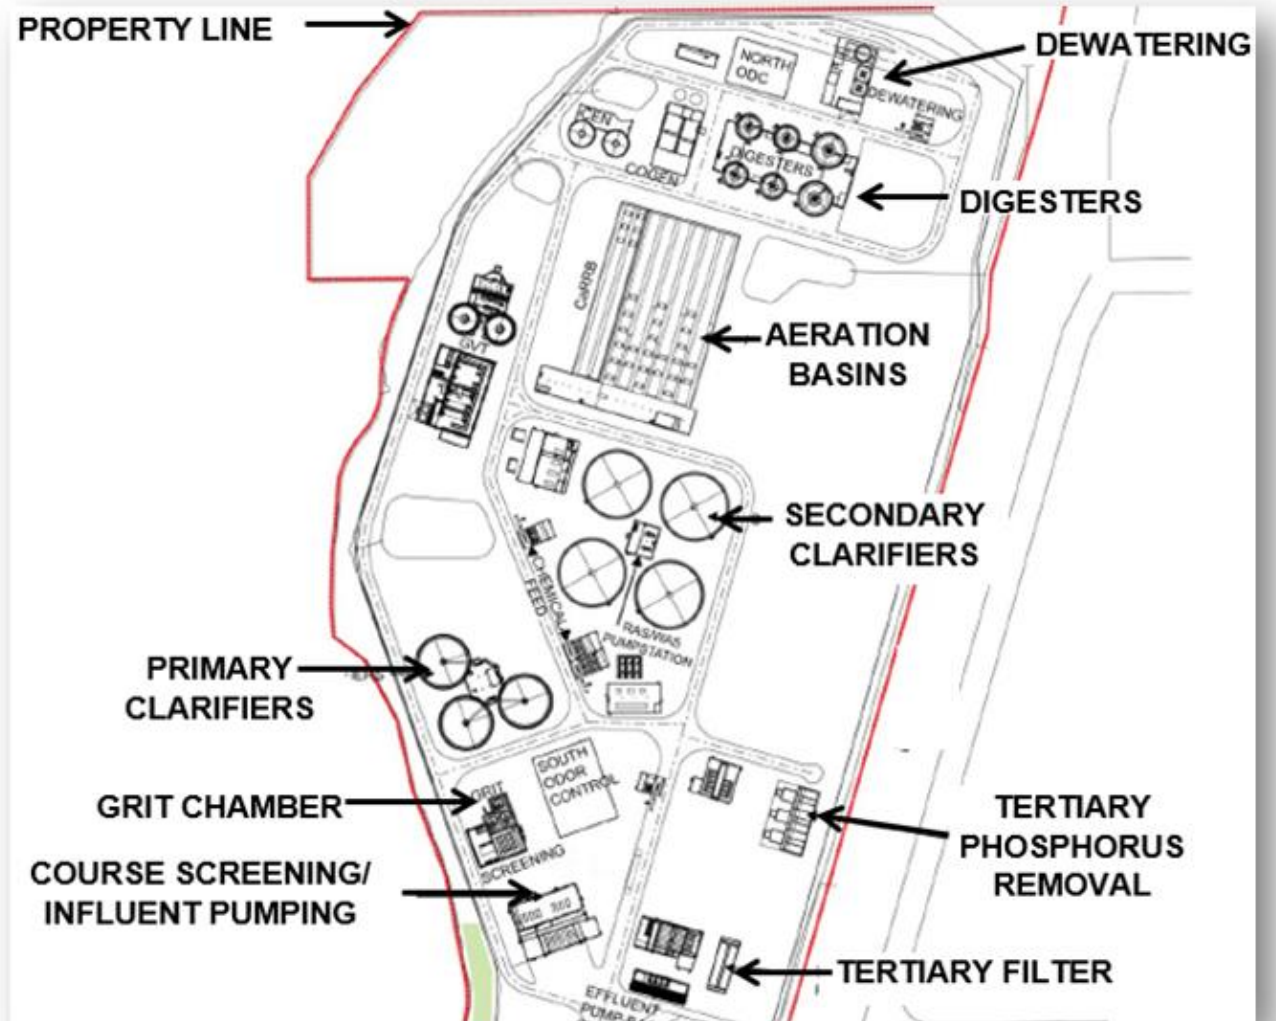 PROPERTY LINE
DEWATERING
NORTH
ODC
DEWATERING
COGEN
DIGESTERS
DIGESTERS
CaRRB
AERATION
BASINS
GVT
SECONDARY
CLARIFIERS
CHEMICAL
FEED
RAS/WAS
PUMPSTATION
PRIMARY
CLARIFIERS
SOUTH
ODOR
CONTROL
GRIT CHAMBER
GRIT
TERTIARY
PHOSPHORUS
REMOVAL
SCREENING
COURSE SCREENING/
INFLUENT PUMPING
TERTIARY FILTER
EFFLUENT